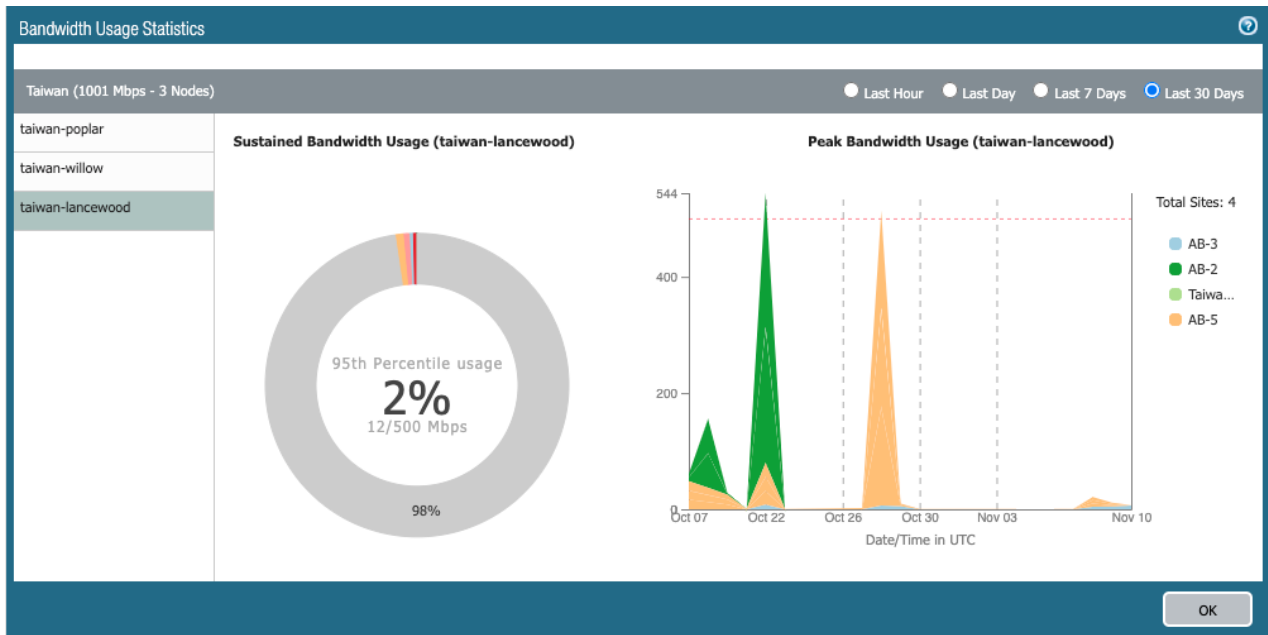 Bandwidth Usage Statistics
?
Taiwan (1001 Mbps - 3 Nodes)
Last Hour
Last Day
Last 7 Days
Last 30 Days
taiwan-poplar
taiwan-willow
taiwan-lancewood
Sustained Bandwidth Usage (taiwan-lancewood)
95th Percentile usage
2%
12/500 Mbps
98%
Peak Bandwidth Usage (taiwan-lancewood)
544
400
200
0
Oct 07
Oct 22
Oct 26
Oct 30
Nov 03
Nov 10
Date/Time in UTC
Total Sites: 4
AB-3
AB-2
Taiwa...
AB-5
OK